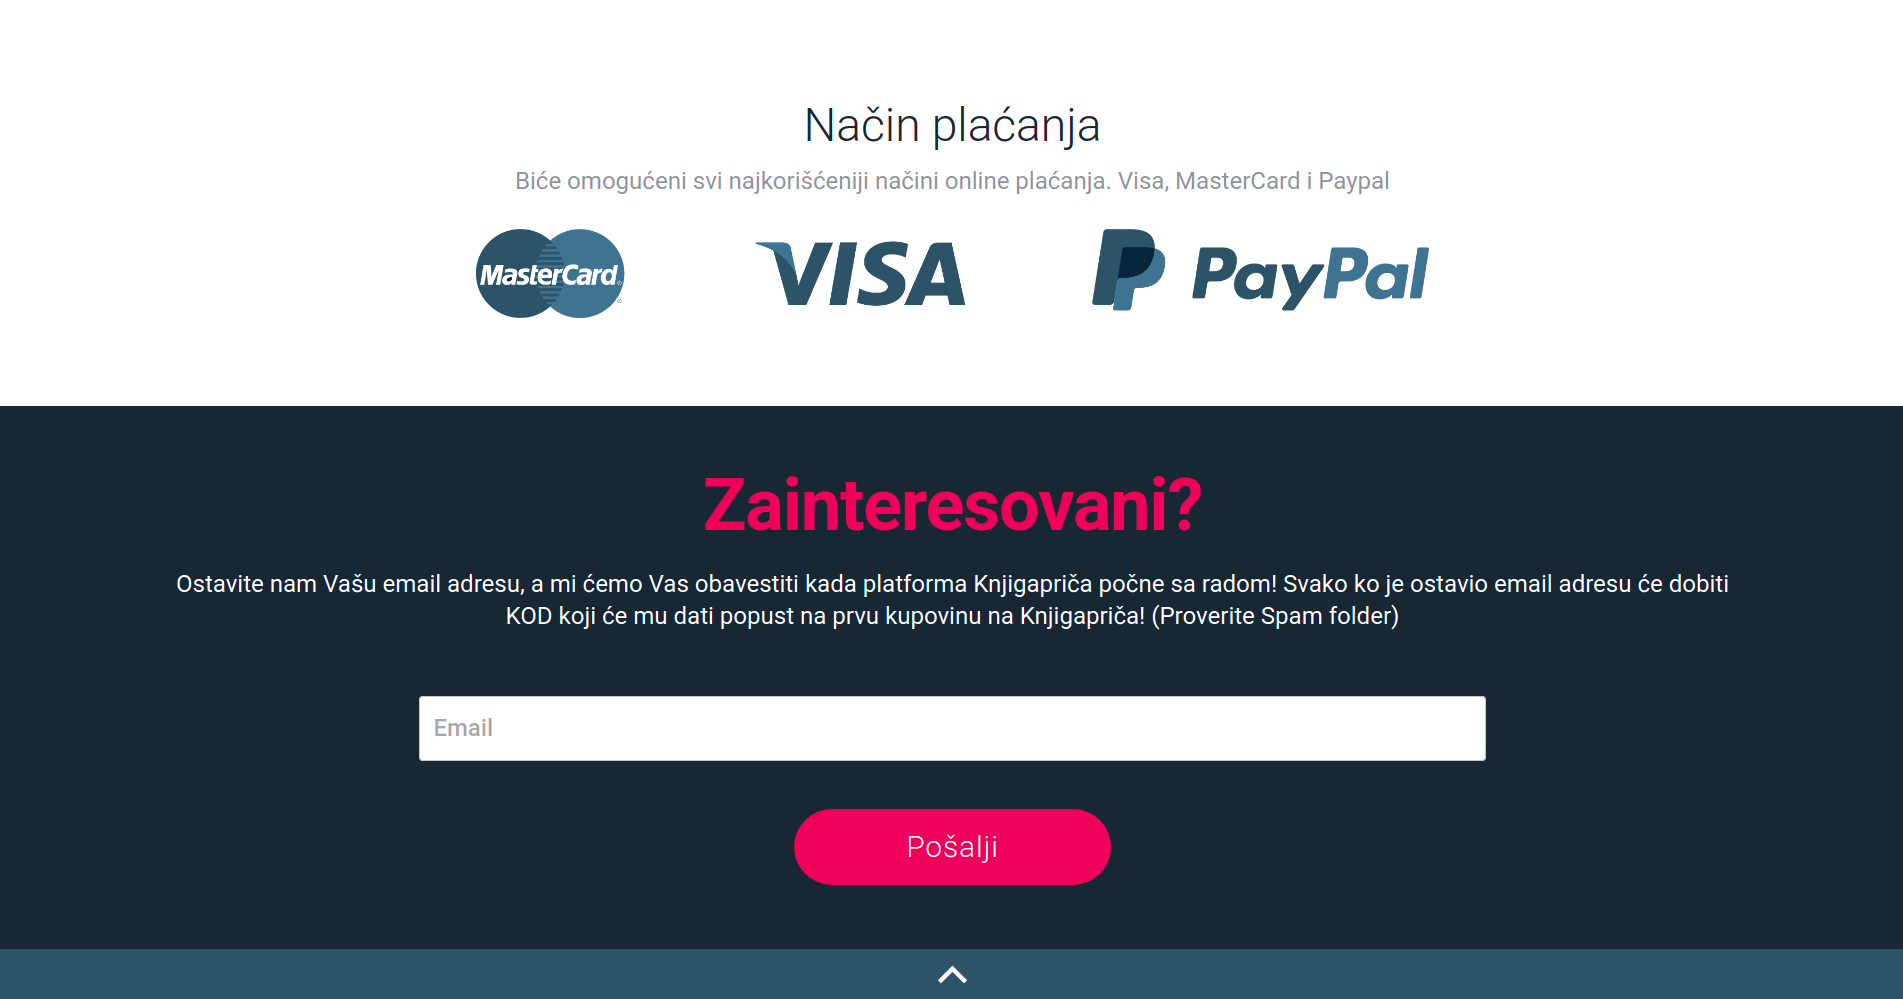 Način plaćanja
Biće omogućeni svi najkorišćeniji načini online plaćanja. Visa, MasterCard i Paypal
MasterCard VISA PayPal
Zainteresovani?
Ostavite nam Vašu email adresu, a mi ćemo Vas obavestiti kada platforma Knjigapriča počne sa radom! Svako ko je ostavio email adresu će dobiti
KOD koji će mu dati popust na prvu kupovinu na Knjigapriča! (Proverite Spam folder)
Email
Pošalji